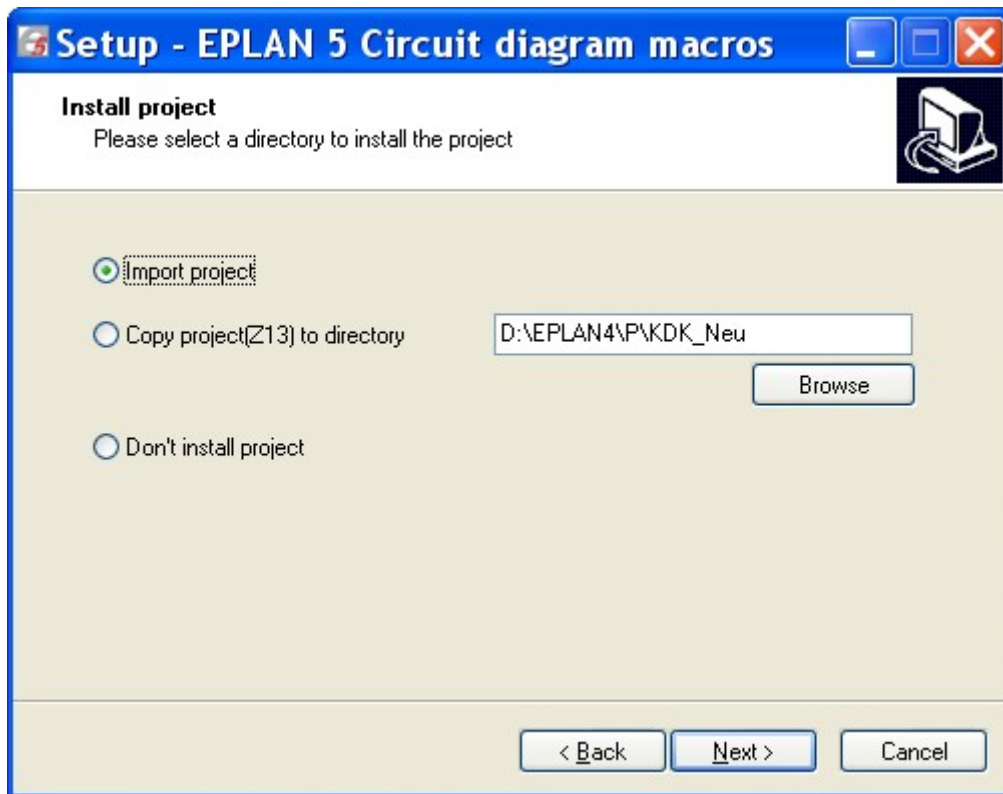 Setup - EPLAN 5 Circuit diagram macros
Install project
Please select a directory to install the project
Import project
Copy project(Z13) to directory
D:\EPLAN4\P\KDK_Neu
Browse
Don't install project
< Back
Next >
Cancel